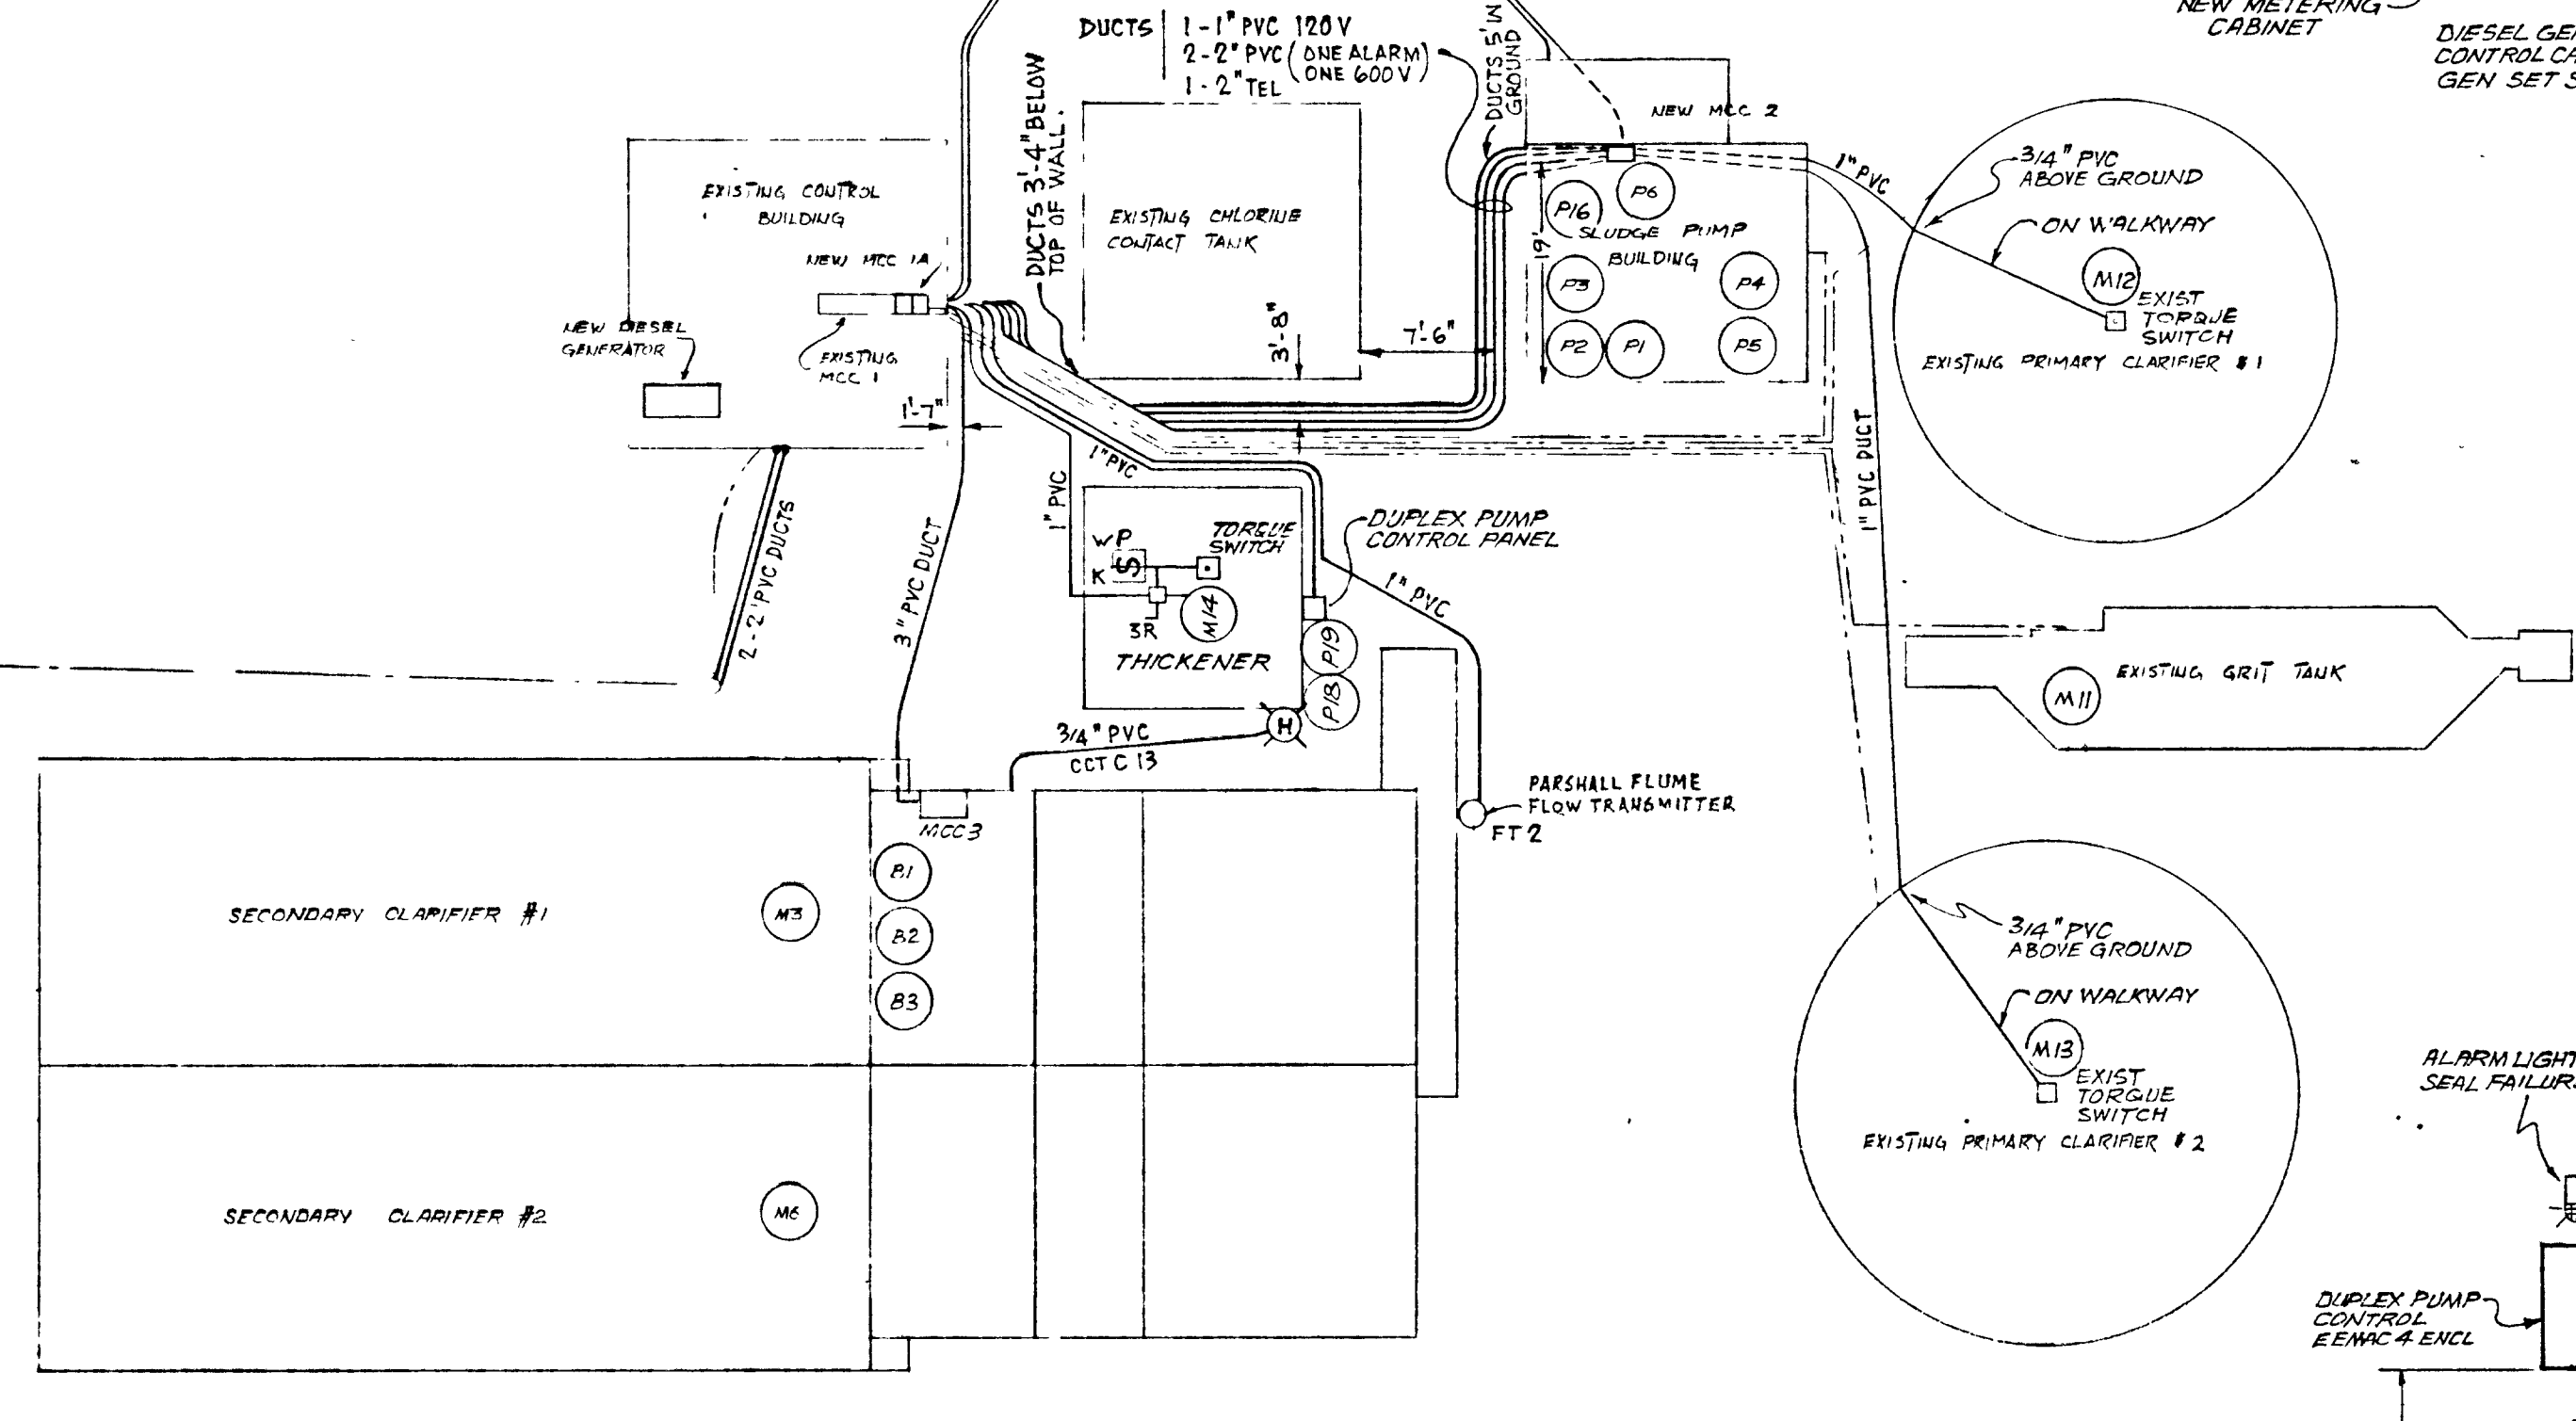 NEW METERING
CABINET
DIESEL GE
CONTROL CA
GEN SET S
DUCTS
1-1" PVC 120V
2-2" PVC (ONE ALARM)
(ONE 600V)
1-2" TEL
DUCTS 3'-4" BELOW
TOP OF WALL.
DUCTS 5' IN
GROUND
NEW MCC 2
EXISTING CONTROL
BUILDING
NEW MCC 1A
EXISTING
MCC 1
NEW DIESEL
GENERATOR
EXISTING CHLORINE
CONTACT TANK
P16
P6
SLUDGE PUMP
BUILDING
P3
P4
P2
P1
P5
19'
1" PVC
3/4" PVC
ABOVE GROUND
ON WALKWAY
M12
EXIST
TORQUE
SWITCH
EXISTING PRIMARY CLARIFIER #1
3'-8"
7'-6"
1'-7"
1" PVC
1" PVC
1" PVC DUCT
2-2" PVC DUCTS
3" PVC DUCT
WP
S
K
TORQUE
SWITCH
3R
M14
THICKENER
DUPLEX PUMP
CONTROL PANEL
1" PVC
P19
P18
H
3/4" PVC
CCT C 13
EXISTING GRIT TANK
M11
PARSHALL FLUME
FLOW TRANSMITTER
FT 2
MCC3
B1
B2
B3
SECONDARY CLARIFIER #1
M3
SECONDARY CLARIFIER #2
M6
3/4" PVC
ABOVE GROUND
ON WALKWAY
M13
EXIST
TORQUE
SWITCH
EXISTING PRIMARY CLARIFIER #2
ALARM LIGHT
SEAL FAILUR
DUPLEX PUMP
CONTROL
EEMAC 4 ENCL